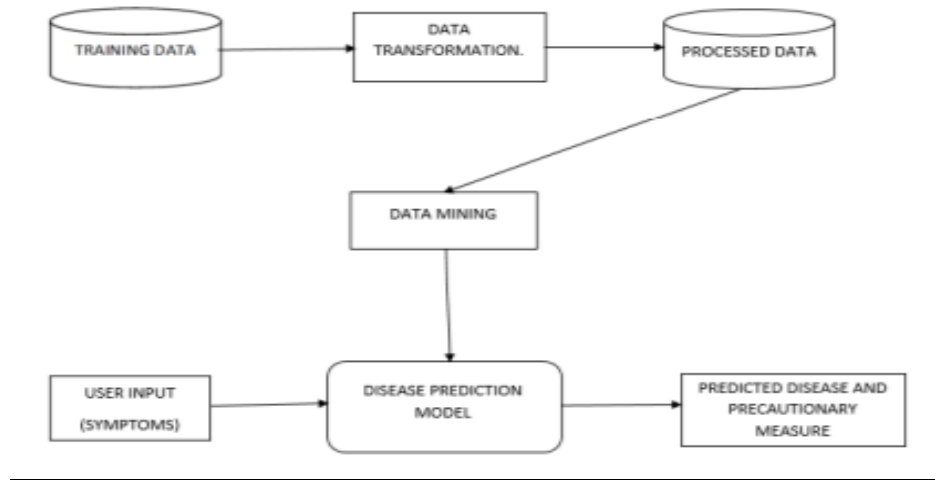 TRAINING DATA
DATA
TRANSFORMATION.
PROCESSED DATA
DATA MINING
USER INPUT
(SYMPTOMS)
DISEASE PREDICTION
MODEL
PREDICTED DISEASE AND
PRECAUTIONARY
MEASURE